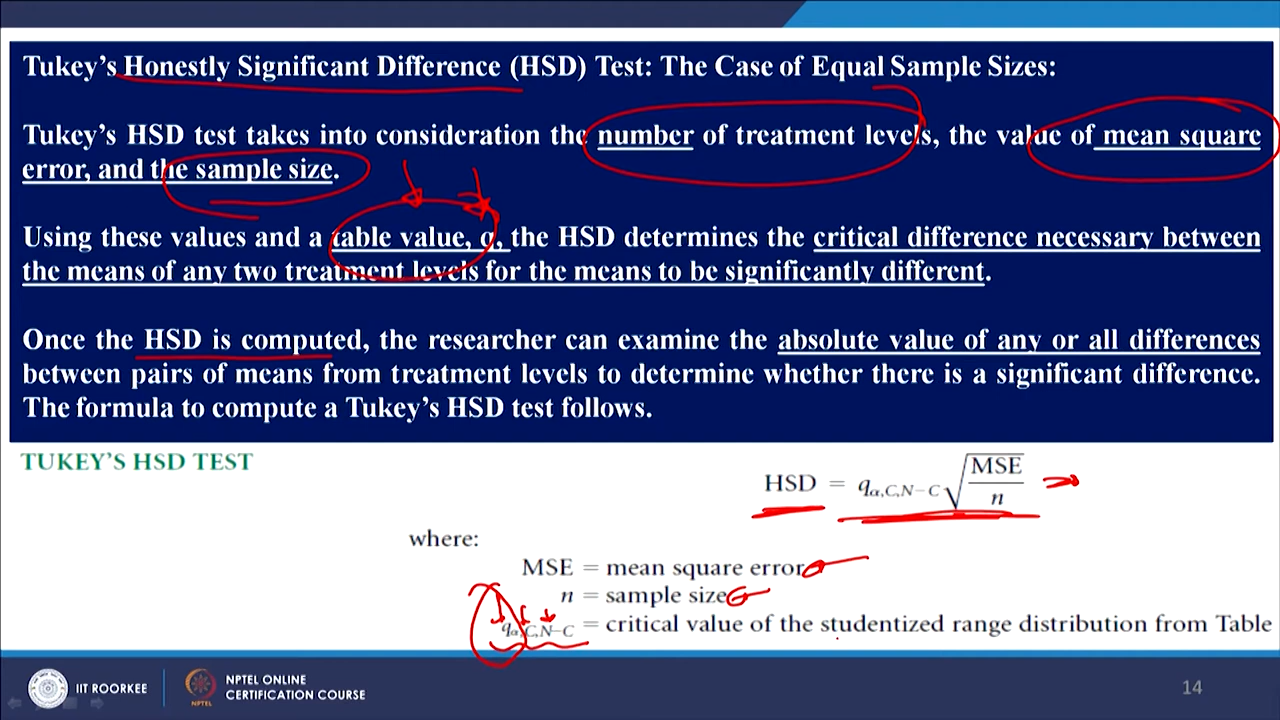 Tukey's Honestly Significant Difference (HSD) Test: The Case of Equal Sample Sizes:
Tukey's HSD test takes into consideration the number of treatment levels, the value of mean square
error, and the sample size.
Using these values and a table value, q, the HSD determines the critical difference necessary between
the means of any two treatment levels for the means to be significantly different.
Once the HSD is computed, the researcher can examine the absolute value of any or all differences
between pairs of means from treatment levels to determine whether there is a significant difference.
The formula to compute a Tukey's HSD test follows.
TUKEY'S HSD TEST
HSD = qα,C,N−C √(MSE/n)
where:
MSE = mean square error
n = sample size
qα,C,N−C = critical value of the studentized range distribution from Table
IIT ROORKEE
NPTEL ONLINE
CERTIFICATION COURSE
NPTEL
14